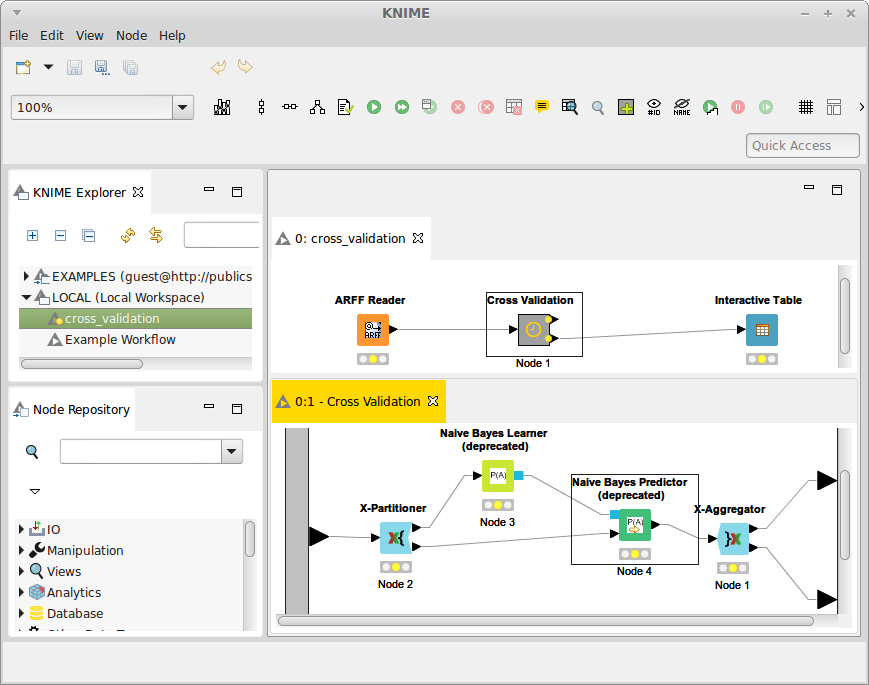 KNIME
File Edit View Node Help
100%
#ID
NAME
Quick Access
KNIME Explorer
EXAMPLES (guest@http://publics
LOCAL (Local Workspace)
cross_validation
Example Workflow
Node Repository
IO
Manipulation
Views
Analytics
Database
0: cross_validation
ARFF Reader
ARFF
Cross Validation
Node 1
Interactive Table
0:1 - Cross Validation
X-Partitioner
Node 2
Naive Bayes Learner
(deprecated)
P(A)
Node 3
Naive Bayes Predictor
(deprecated)
P(A)
Node 4
X-Aggregator
Node 1